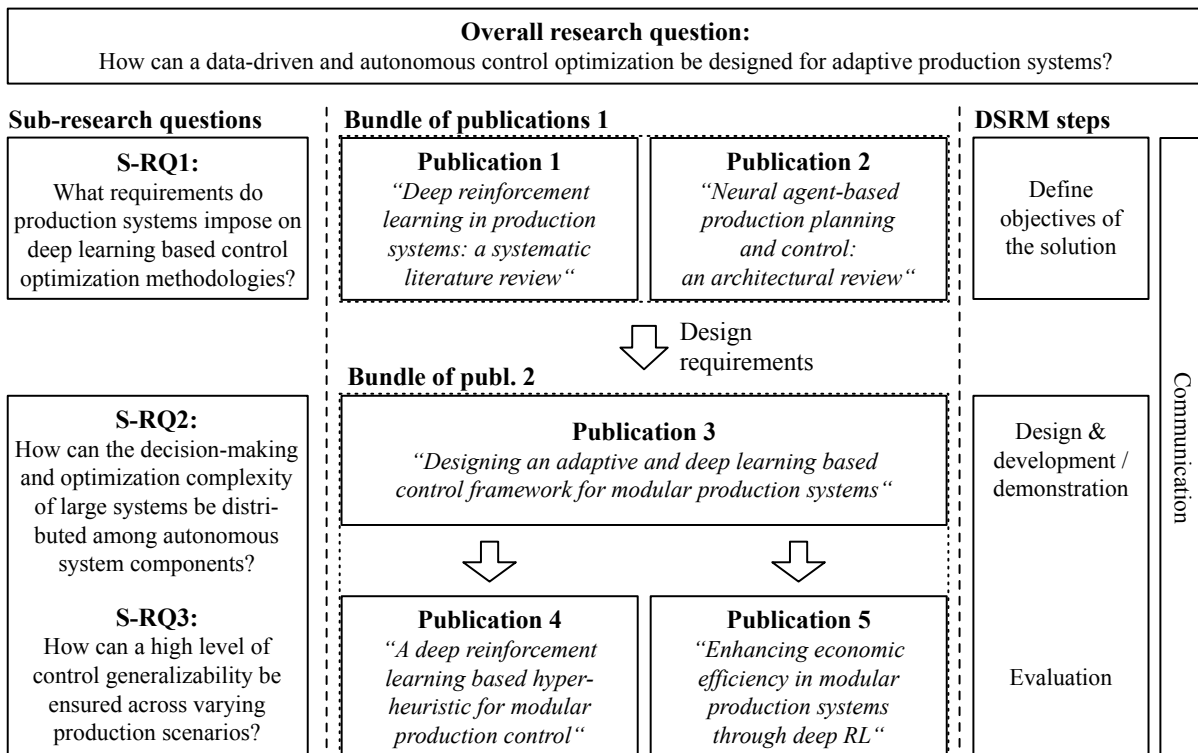 Overall research question:
How can a data-driven and autonomous control optimization be designed for adaptive production systems?
Sub-research questions
S-RQ1:
What requirements do
production systems impose on
deep learning based control
optimization methodologies?
S-RQ2:
How can the decision-making
and optimization complexity
of large systems be distri-
buted among autonomous
system components?
S-RQ3:
How can a high level of
control generalizability be
ensured across varying
production scenarios?
Bundle of publications 1
Publication 1
“Deep reinforcement
learning in production
systems: a systematic
literature review“
Publication 2
“Neural agent-based
production planning
and control:
an architectural review“
Design
requirements
Bundle of publ. 2
Publication 3
“Designing an adaptive and deep learning based
control framework for modular production systems“
Publication 4
“A deep reinforcement
learning based hyper-
heuristic for modular
production control“
Publication 5
“Enhancing economic
efficiency in modular
production systems
through deep RL“
DSRM steps
Define
objectives of
the solution
Design &
development /
demonstration
Evaluation
Communication